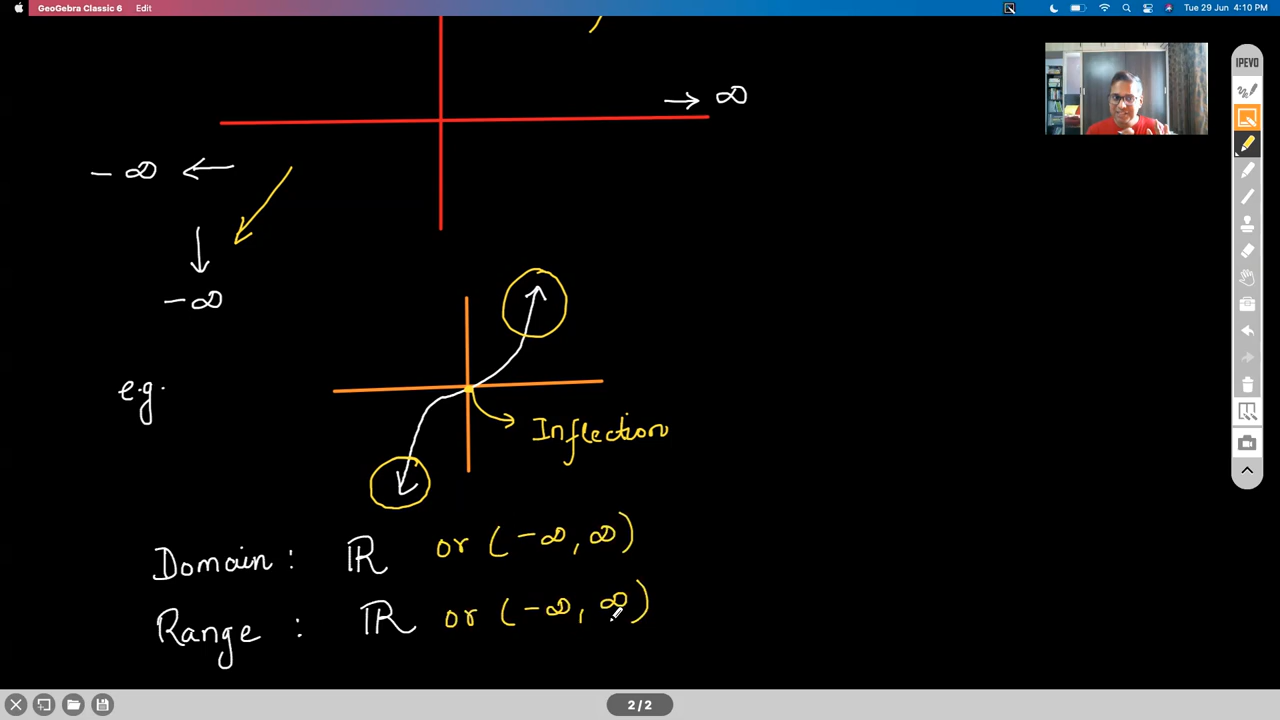 GeoGebra Classic 6 Edit Tue 29 Jun 4:10 PM
IPEVO
→ ∞
- ∞ ←
↓
- ∞
e.g.
Inflection
Domain : ℝ or (-∞, ∞)
Range : ℝ or (-∞, ∞)
2 / 2